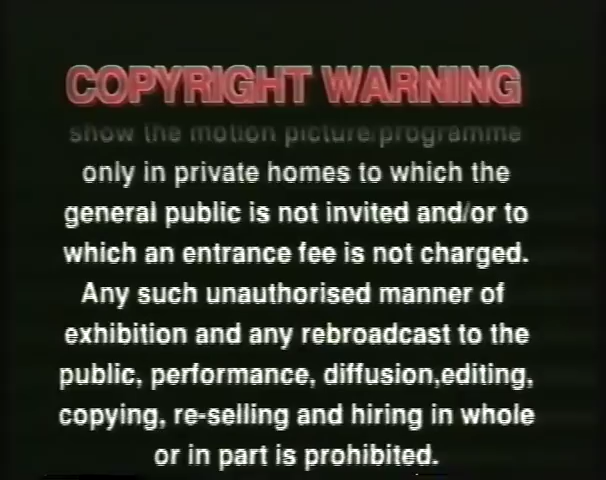 COPYRIGHT WARNING
show the motion picture/programme
only in private homes to which the
general public is not invited and/or to
which an entrance fee is not charged.
Any such unauthorised manner of
exhibition and any rebroadcast to the
public, performance, diffusion,editing,
copying, re-selling and hiring in whole
or in part is prohibited.